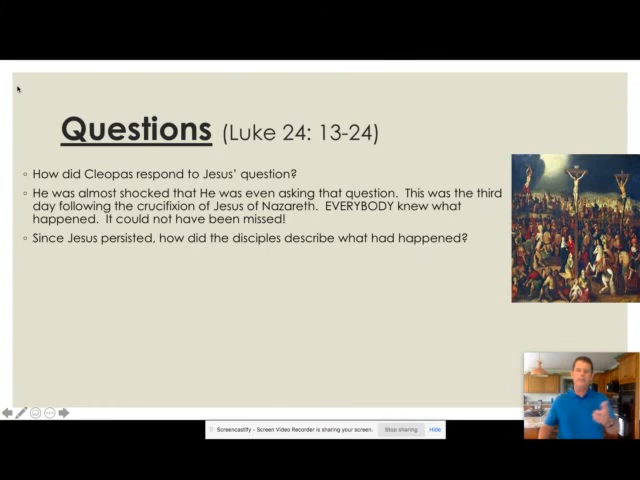 Questions (Luke 24: 13-24)
◦ How did Cleopas respond to Jesus' question?
◦ He was almost shocked that He was even asking that question.  This was the third
day following the crucifixion of Jesus of Nazareth.  EVERYBODY knew what
happened.  It could not have been missed!
◦ Since Jesus persisted, how did the disciples describe what had happened?
Screencastify - Screen Video Recorder is sharing your screen. Stop sharing Hide